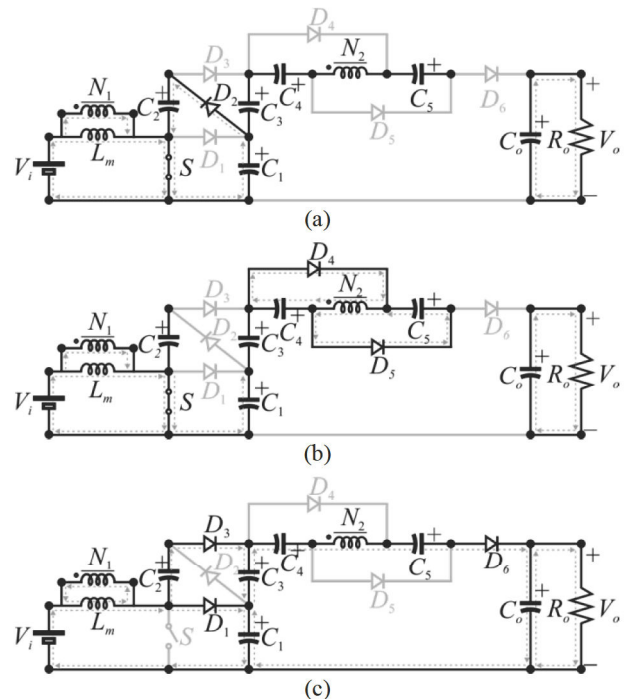 D4
D3
N2
D6
N1
C2
D2
C3
C4
C5
D5
Lm
D1
Vi
S
C1
Co
Ro
Vo
(a)
D4
D3
N2
D6
N1
C2
D2
C3
C4
C5
D5
Lm
D1
Vi
S
C1
Co
Ro
Vo
(b)
D4
D3
N2
D6
N1
C2
D2
C3
C4
C5
D5
Lm
D1
Vi
S
C1
Co
Ro
Vo
(c)